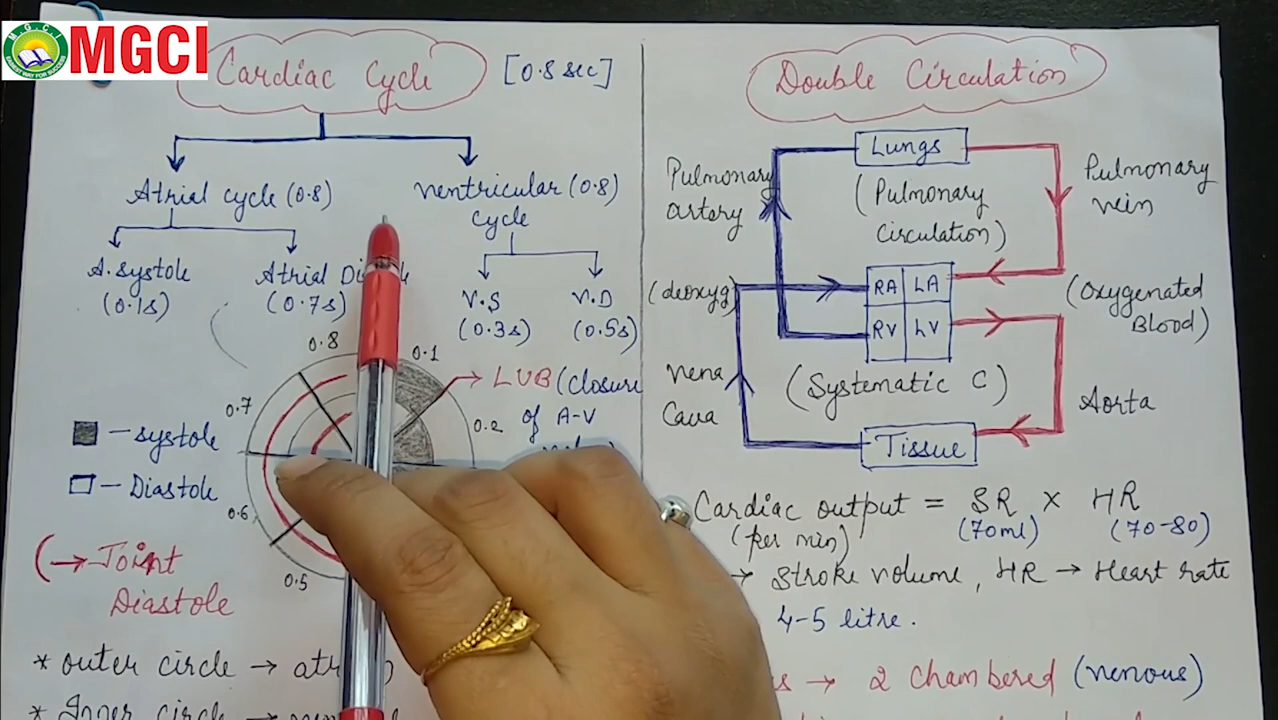 M.G.C.I
MGCI
Cardiac Cycle
[0.8 sec]
Atrial cycle (0.8)
Ventricular (0.8)
cycle
A. systole
(0.1s)
Atrial
(0.7s)
V.S
(0.3s)
V.D
(0.5s)
0.8
0.1
0.7
0.2
0.6
0.5
LUB (closure
of A-V
- systole
- Diastole
(→ Joint
Diastole
* outer circle →
* Inner circle →
Double Circulation
Lungs
(Pulmonary
Circulation)
Pulmonary
artery
Pulmonary
vein
(deoxyg)
RA LA
RV LV
(Oxygenated
Blood)
(Systematic C)
Vena
Cava
Aorta
Tissue
Cardiac output = SR × HR
(per min) (70ml) (70-80)
→ Stroke volume, HR → Heart rate
4-5 litre.
→ 2 chambered (venous)